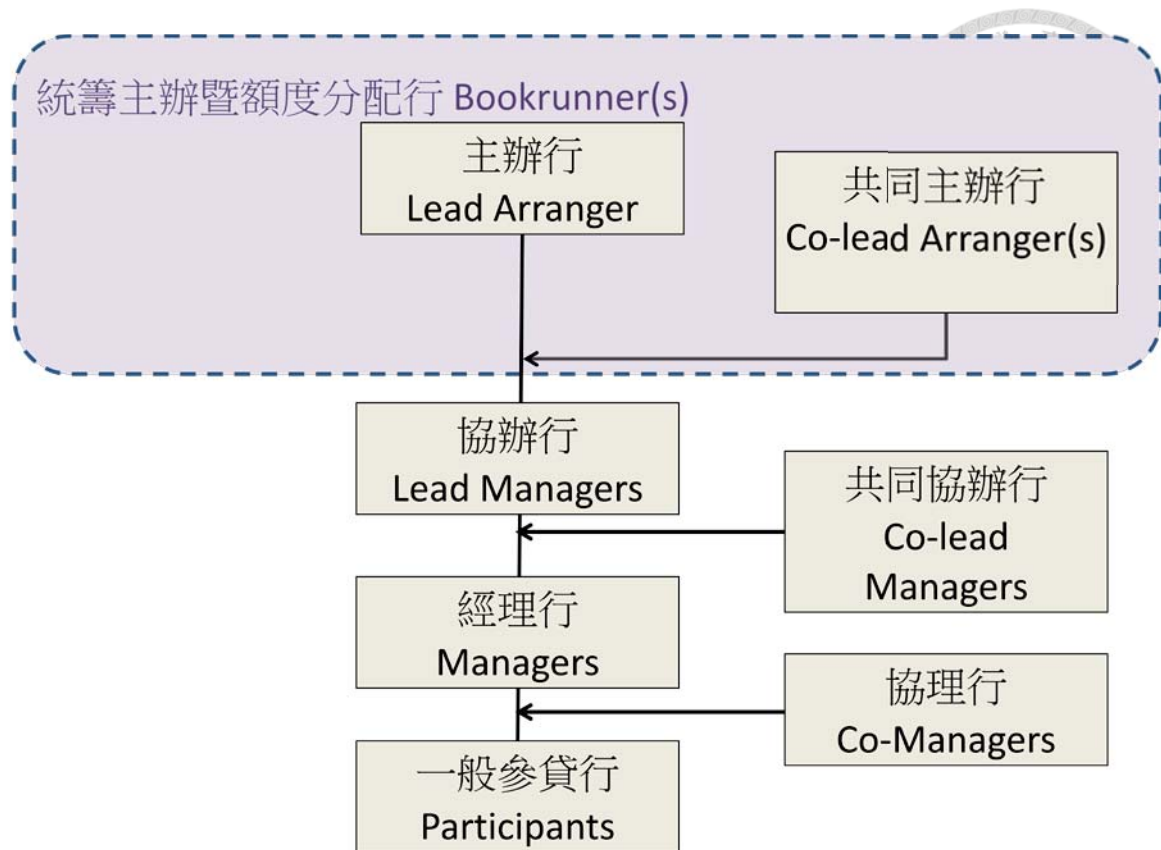 統籌主辦暨額度分配行 Bookrunner(s)
主辦行
Lead Arranger
共同主辦行
Co-lead Arranger(s)
協辦行
Lead Managers
共同協辦行
Co-lead
Managers
經理行
Managers
協理行
Co-Managers
一般參貸行
Participants